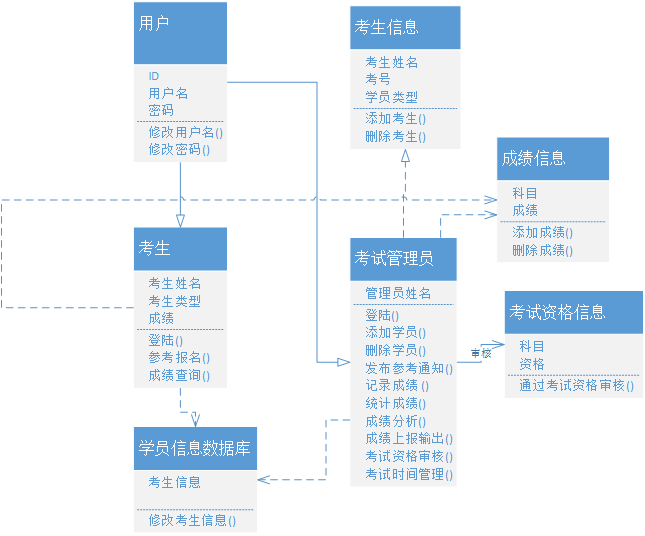 用户
ID
用户名
密码
修改用户名()
修改密码()
考生信息
考生姓名
考号
学员类型
添加考生()
删除考生()
成绩信息
科目
成绩
添加成绩()
删除成绩()
考生
考生姓名
考生类型
成绩
登陆()
参考报名()
成绩查询()
考试管理员
管理员姓名
登陆()
添加学员()
删除学员()
发布参考通知()
记录成绩()
统计成绩()
成绩分析()
成绩上报输出()
考试资格审核()
考试时间管理()
审核
考试资格信息
科目
资格
通过考试资格审核()
学员信息数据库
考生信息
修改考生信息()